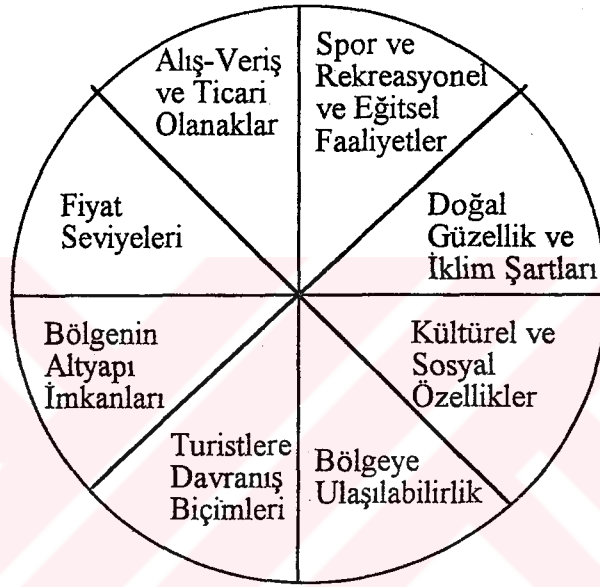 Alış-Veriş
ve Ticari
Olanaklar
Spor ve
Rekreasyonel
ve Eğitsel
Faaliyetler
Fiyat
Seviyeleri
Doğal
Güzellik ve
İklim Şartları
Bölgenin
Altyapı
İmkanları
Kültürel ve
Sosyal
Özellikler
Turistlere
Davranış
Biçimleri
Bölgeye
Ulaşılabilirlik